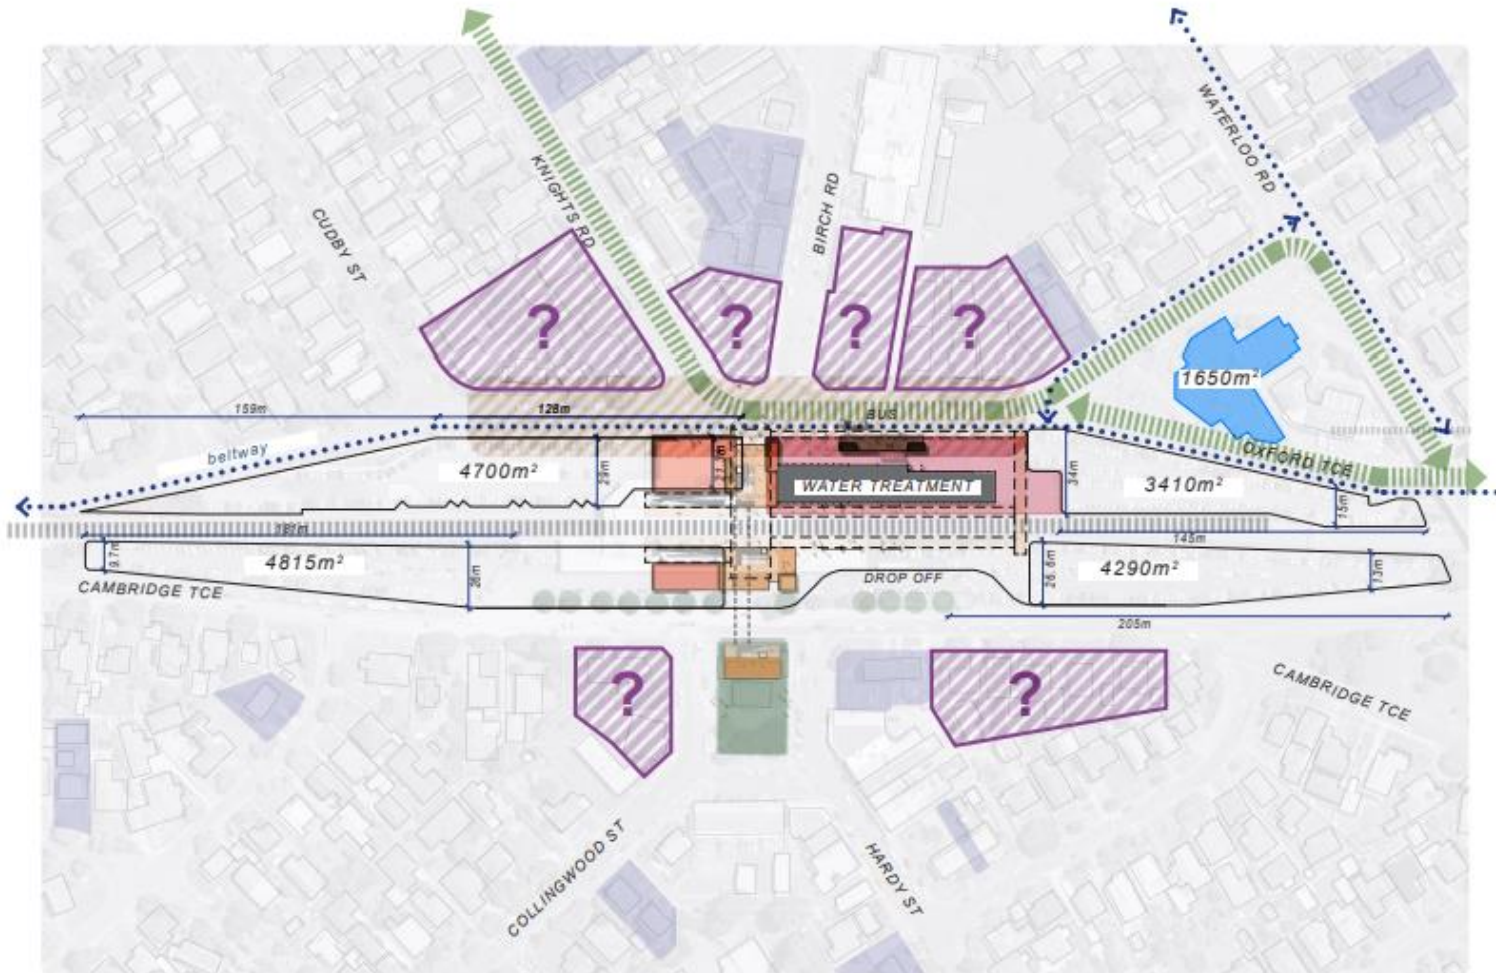 WATERLOO RD
KNIGHTS RD
BIRCH RD
CUDBY ST
?
?
?
?
1650m²
159m
128m
BUS
beltway
OXFORD TCE
4700m²
29m
WATER TREATMENT
34m
3410m²
15m
181m
145m
9.7m
4815m²
26m
DROP OFF
26.6m
4290m²
13m
CAMBRIDGE TCE
205m
?
?
CAMBRIDGE TCE
COLLINGWOOD ST
HARDY ST